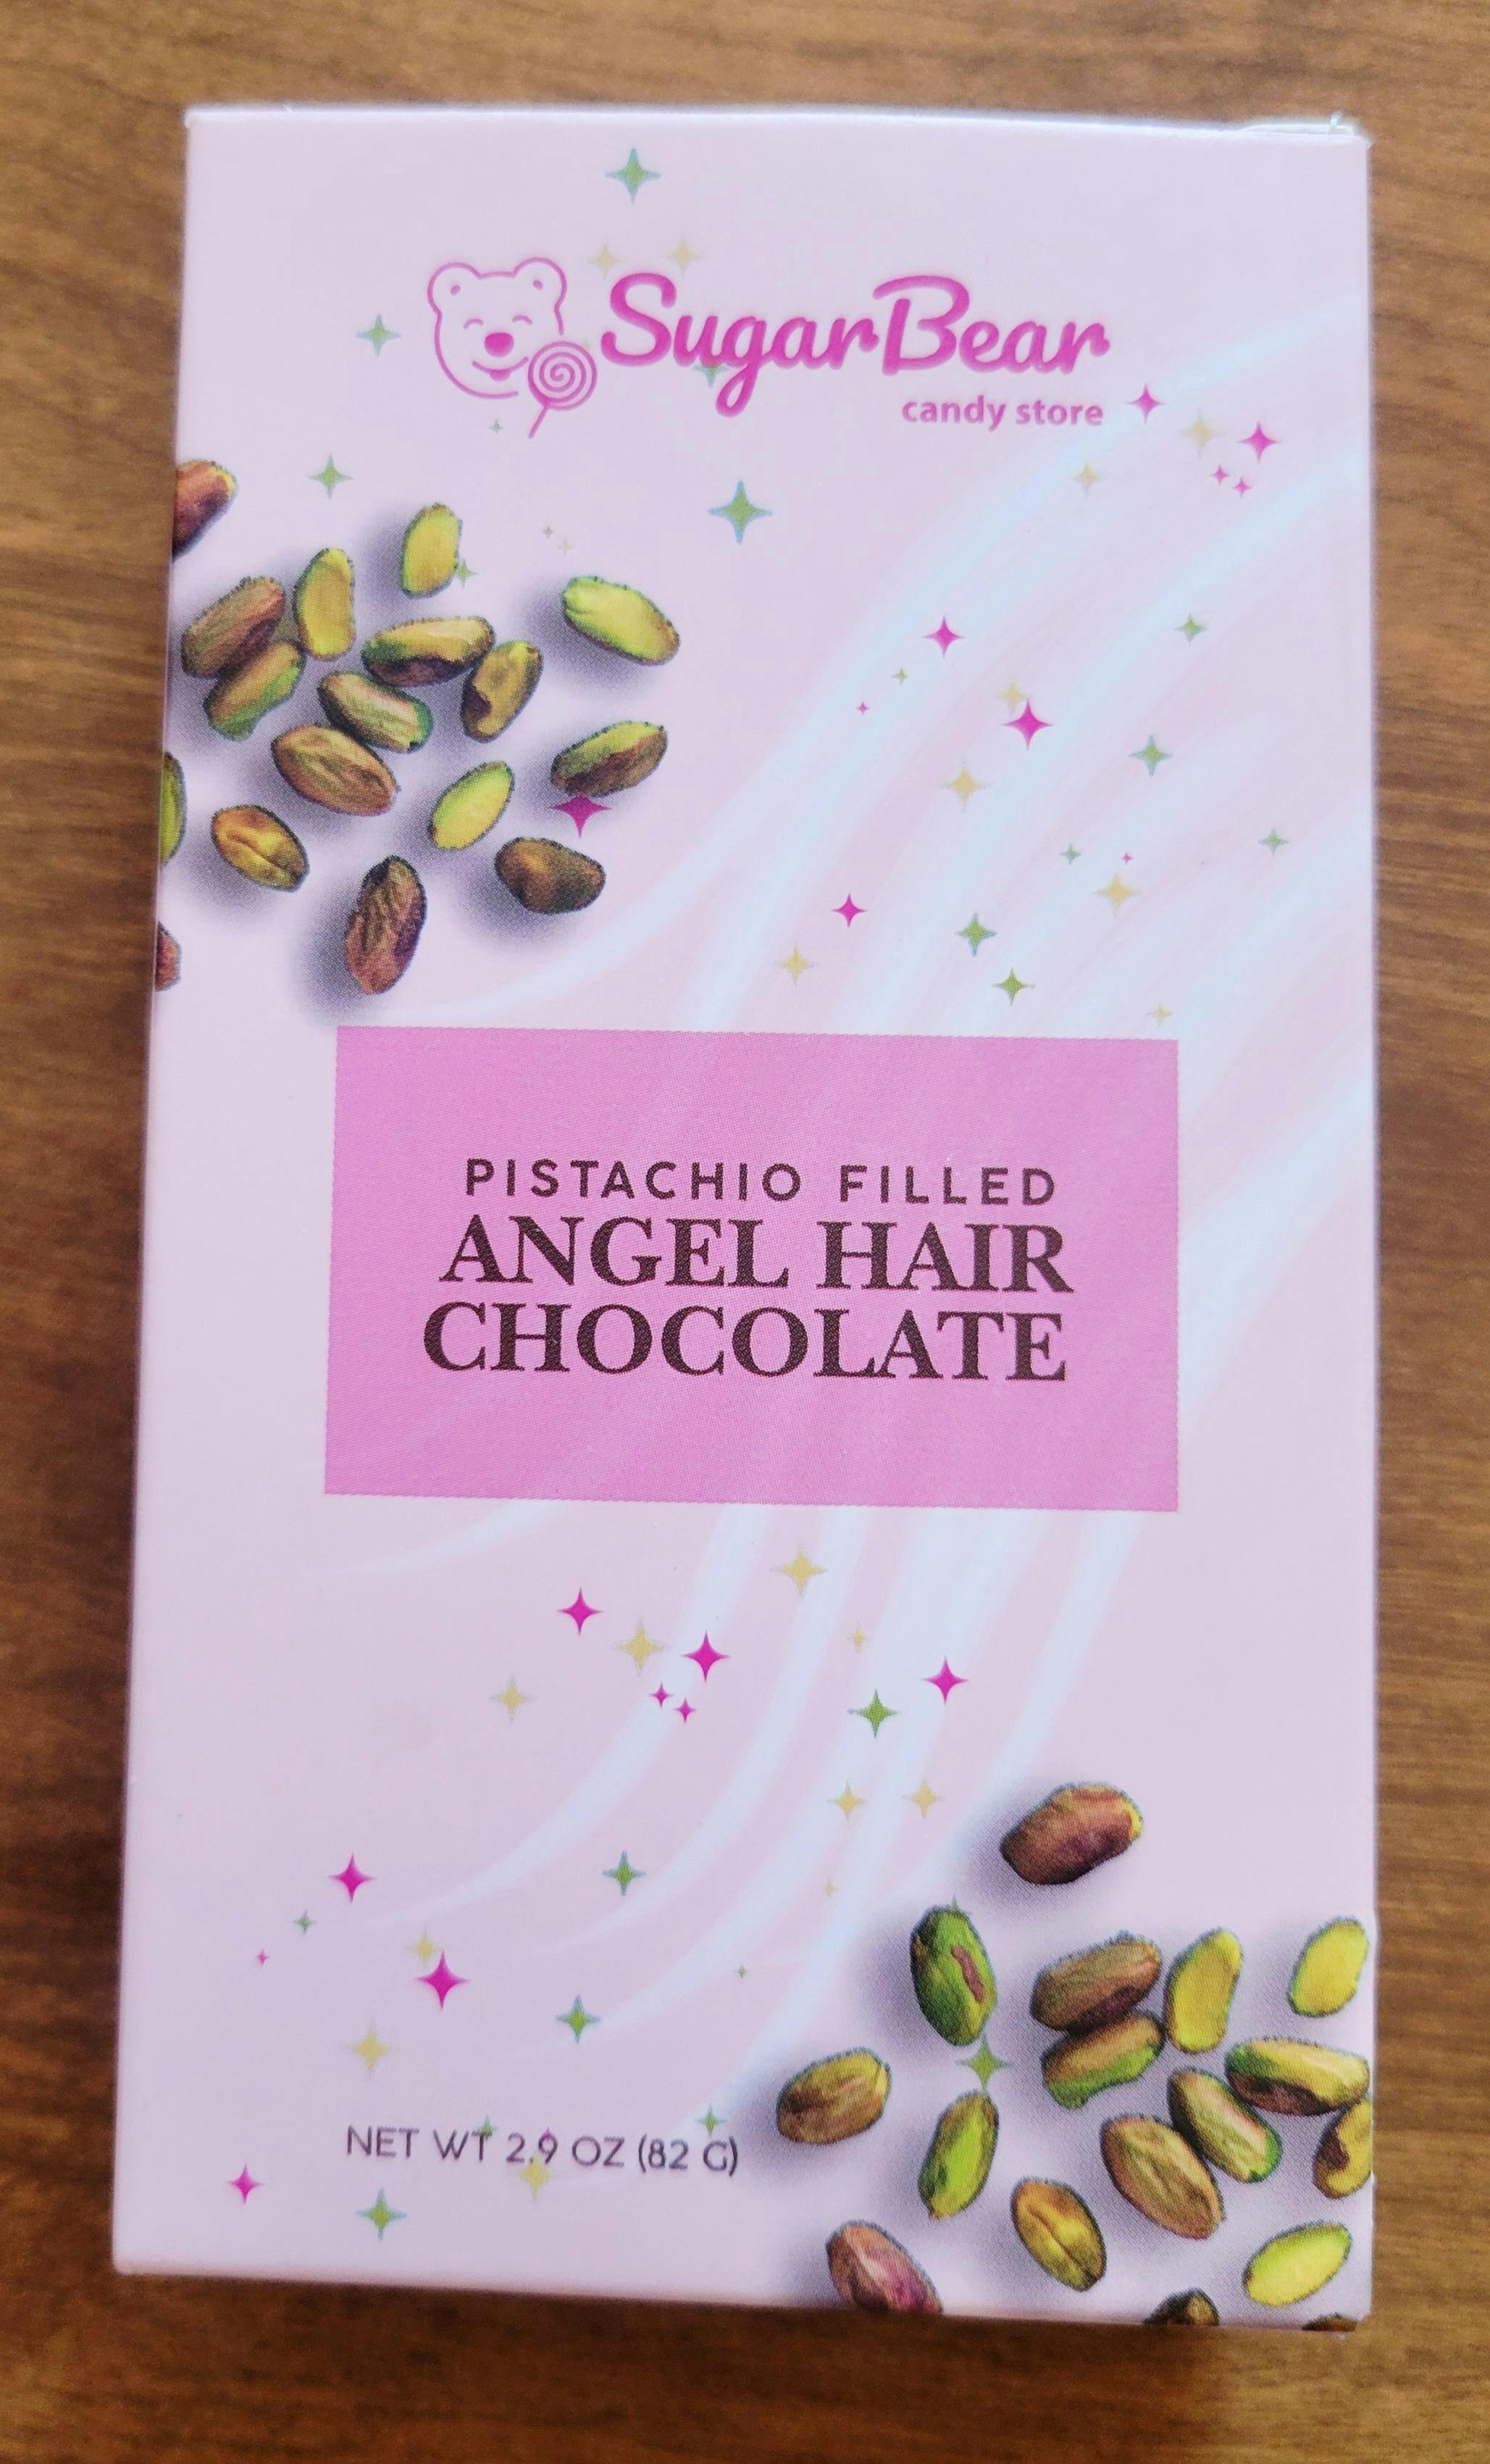 SugarBear
candy store
PISTACHIO FILLED
ANGEL HAIR
CHOCOLATE
NET WT 2.9 OZ (82 G)